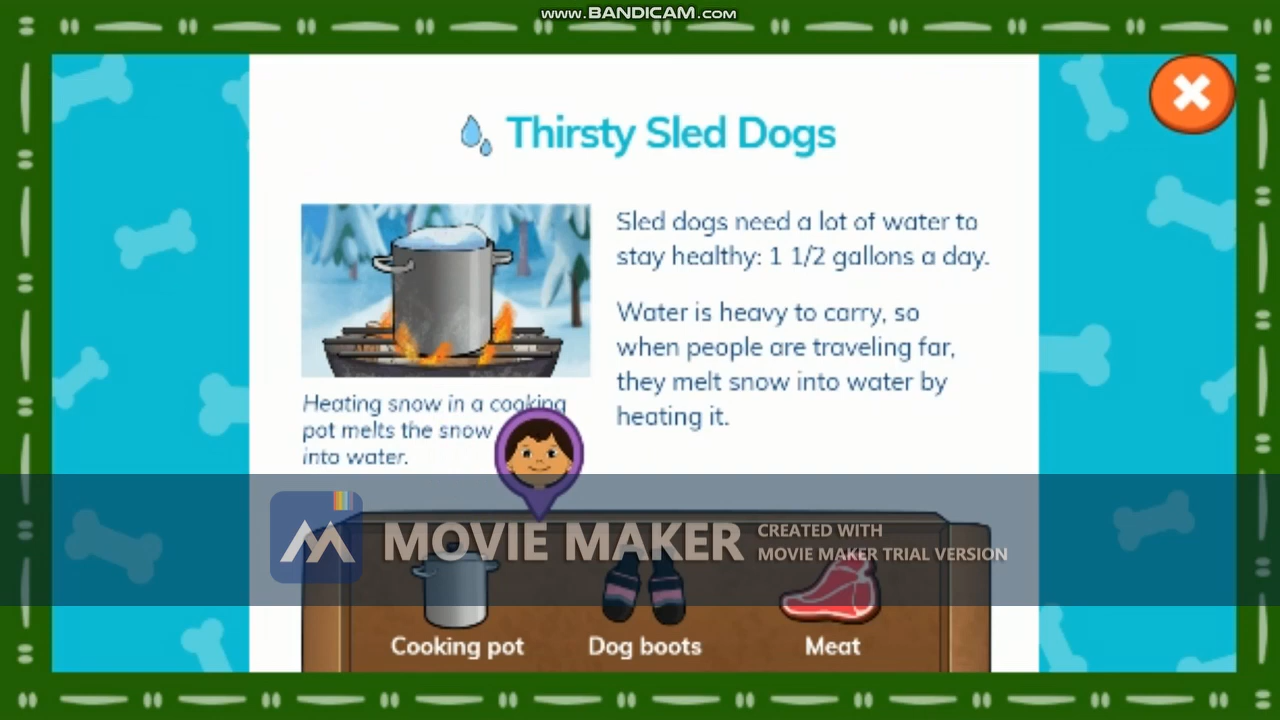 www.BANDICAM.com
Thirsty Sled Dogs
Sled dogs need a lot of water to
stay healthy: 1 1/2 gallons a day.
Water is heavy to carry, so
when people are traveling far,
they melt snow into water by
heating it.
Heating snow in a cooking
pot melts the snow
into water.
MOVIE MAKER
CREATED WITH
MOVIE MAKER TRIAL VERSION
Cooking pot
Dog boots
Meat